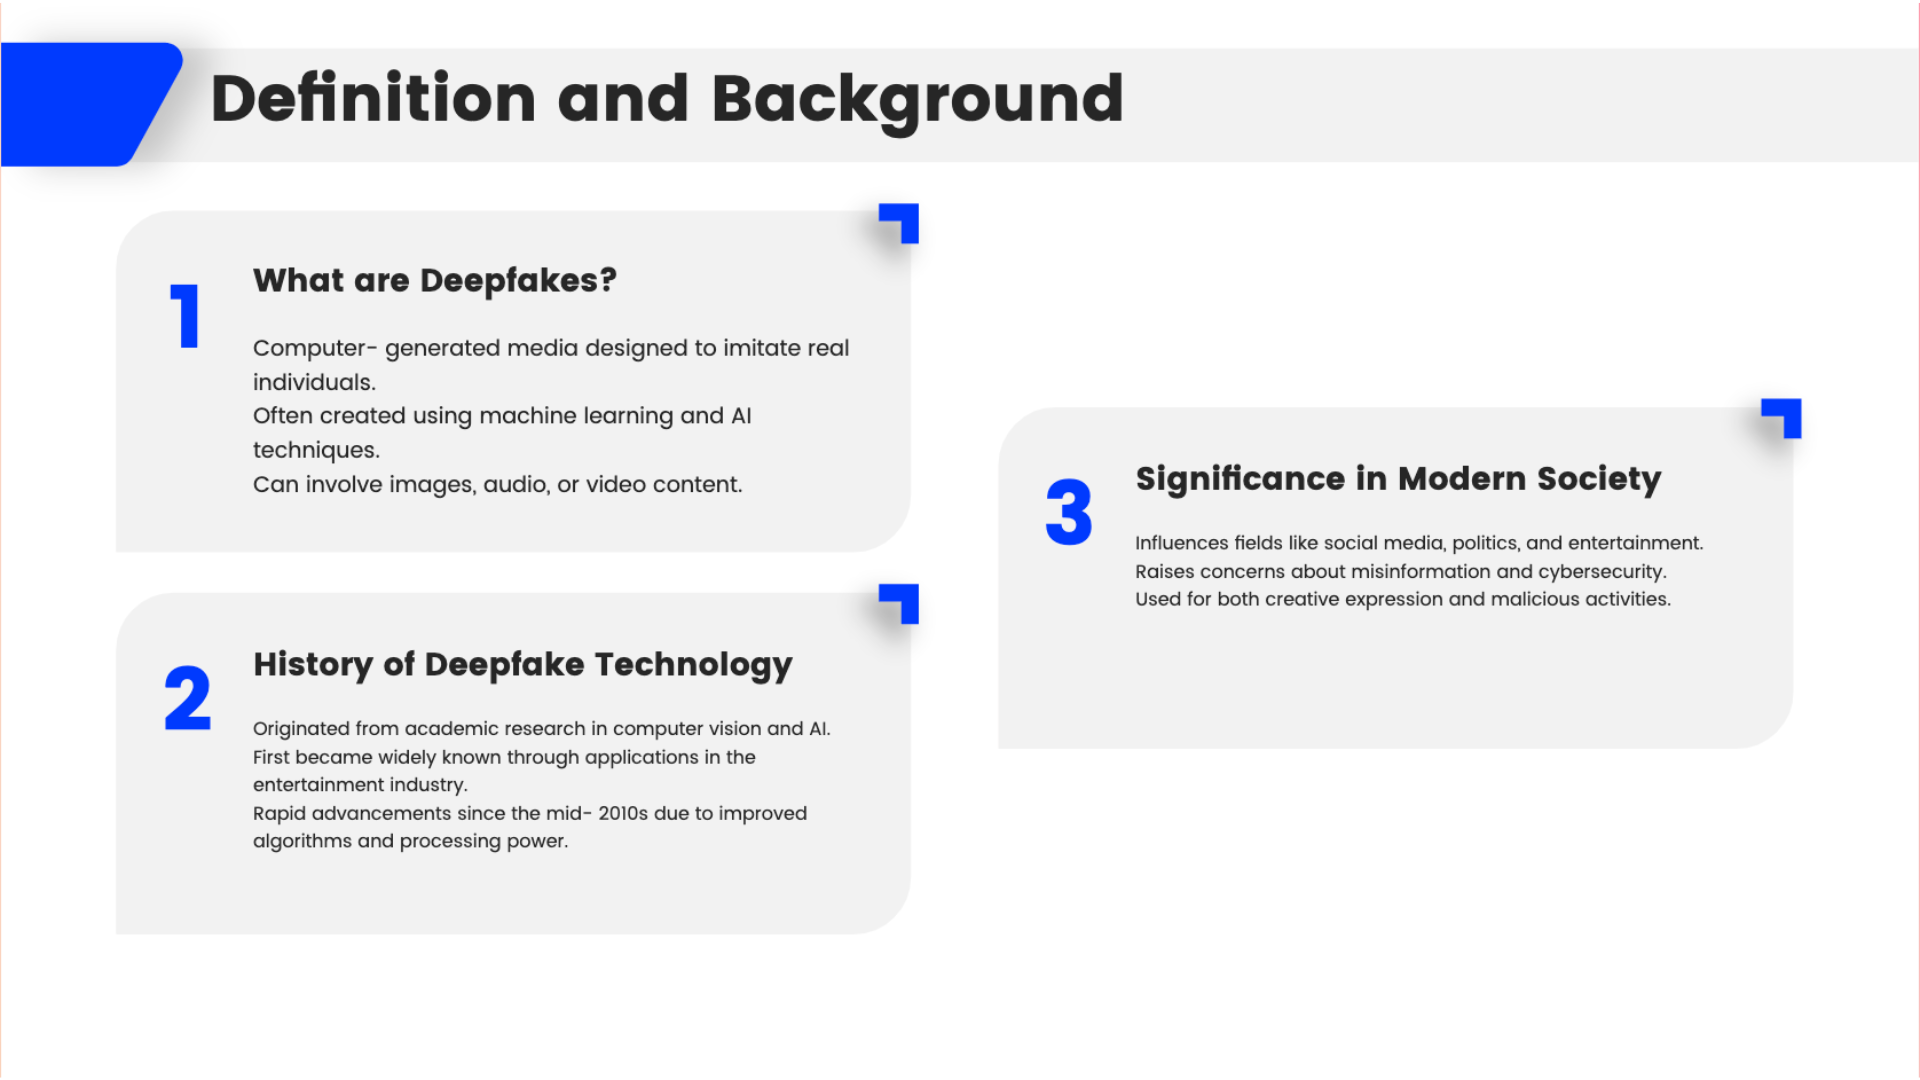 Definition and Background
1
What are Deepfakes?
Computer- generated media designed to imitate real
individuals.
Often created using machine learning and AI
techniques.
Can involve images, audio, or video content.
2
History of Deepfake Technology
Originated from academic research in computer vision and AI.
First became widely known through applications in the
entertainment industry.
Rapid advancements since the mid- 2010s due to improved
algorithms and processing power.
3
Significance in Modern Society
Influences fields like social media, politics, and entertainment.
Raises concerns about misinformation and cybersecurity.
Used for both creative expression and malicious activities.